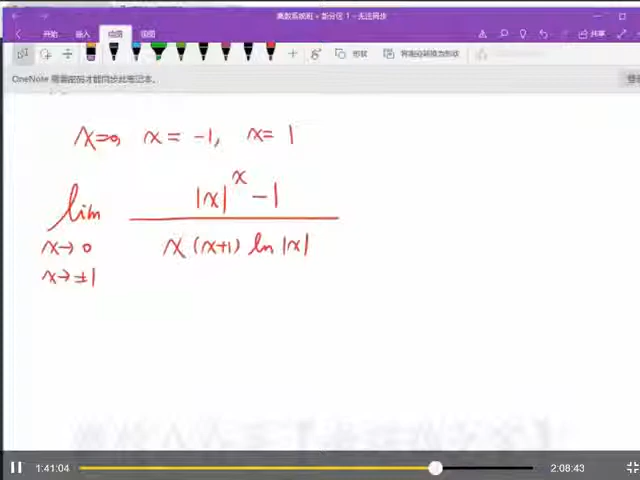 高数系统班 • 新分区 1 - 无法同步
开始 插入 绘图 视图 共享
形状 将墨迹转换为形状
OneNote 需要密码才能同步此笔记本。
x=0, x = -1, x= 1
lim |x|^x -1
x→0 x (x+1) ln |x|
x→±1
1:41:04 2:08:43